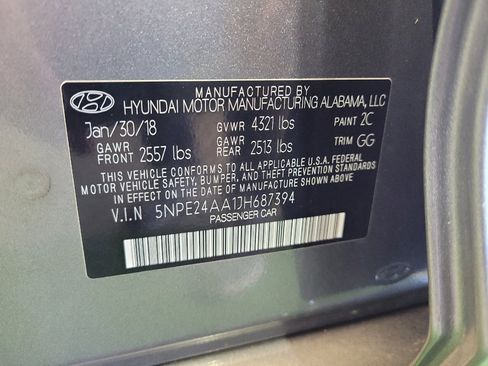 MANUFACTURED BY
HYUNDAI MOTOR MANUFACTURING ALABAMA, LLC
Jan/30/18 GVWR 4321 lbs PAINT 2C
GAWR FRONT 2557 lbs GAWR REAR 2513 lbs TRIM GG
THIS VEHICLE CONFORMS TO ALL APPLICABLE U.S.A. FEDERAL
MOTOR VEHICLE SAFETY, BUMPER, AND THEFT PREVENTION STANDARDS
IN EFFECT ON THE DATE OF MANUFACTURE SHOWN ABOVE.
V.I.N 5NPE24AA1JH687394
PASSENGER CAR